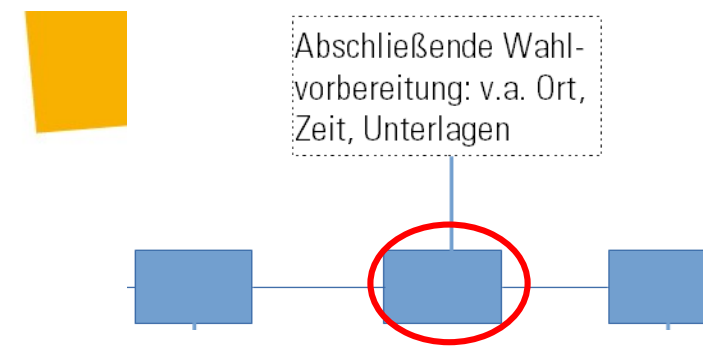 Abschließende Wahl-
vorbereitung: v.a. Ort,
Zeit, Unterlagen